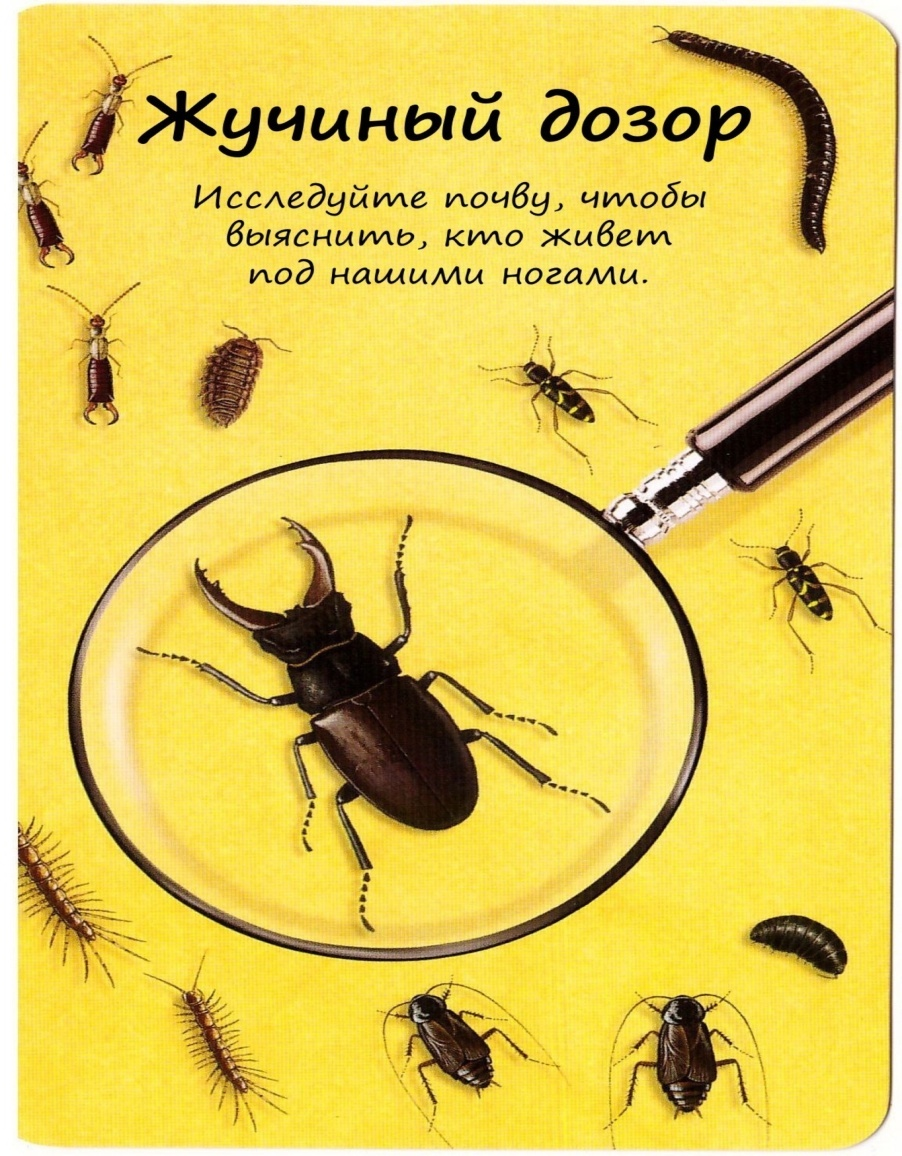 Жучиный дозор
Исследуйте почву, чтобы
выяснить, кто живет
под нашими ногами.